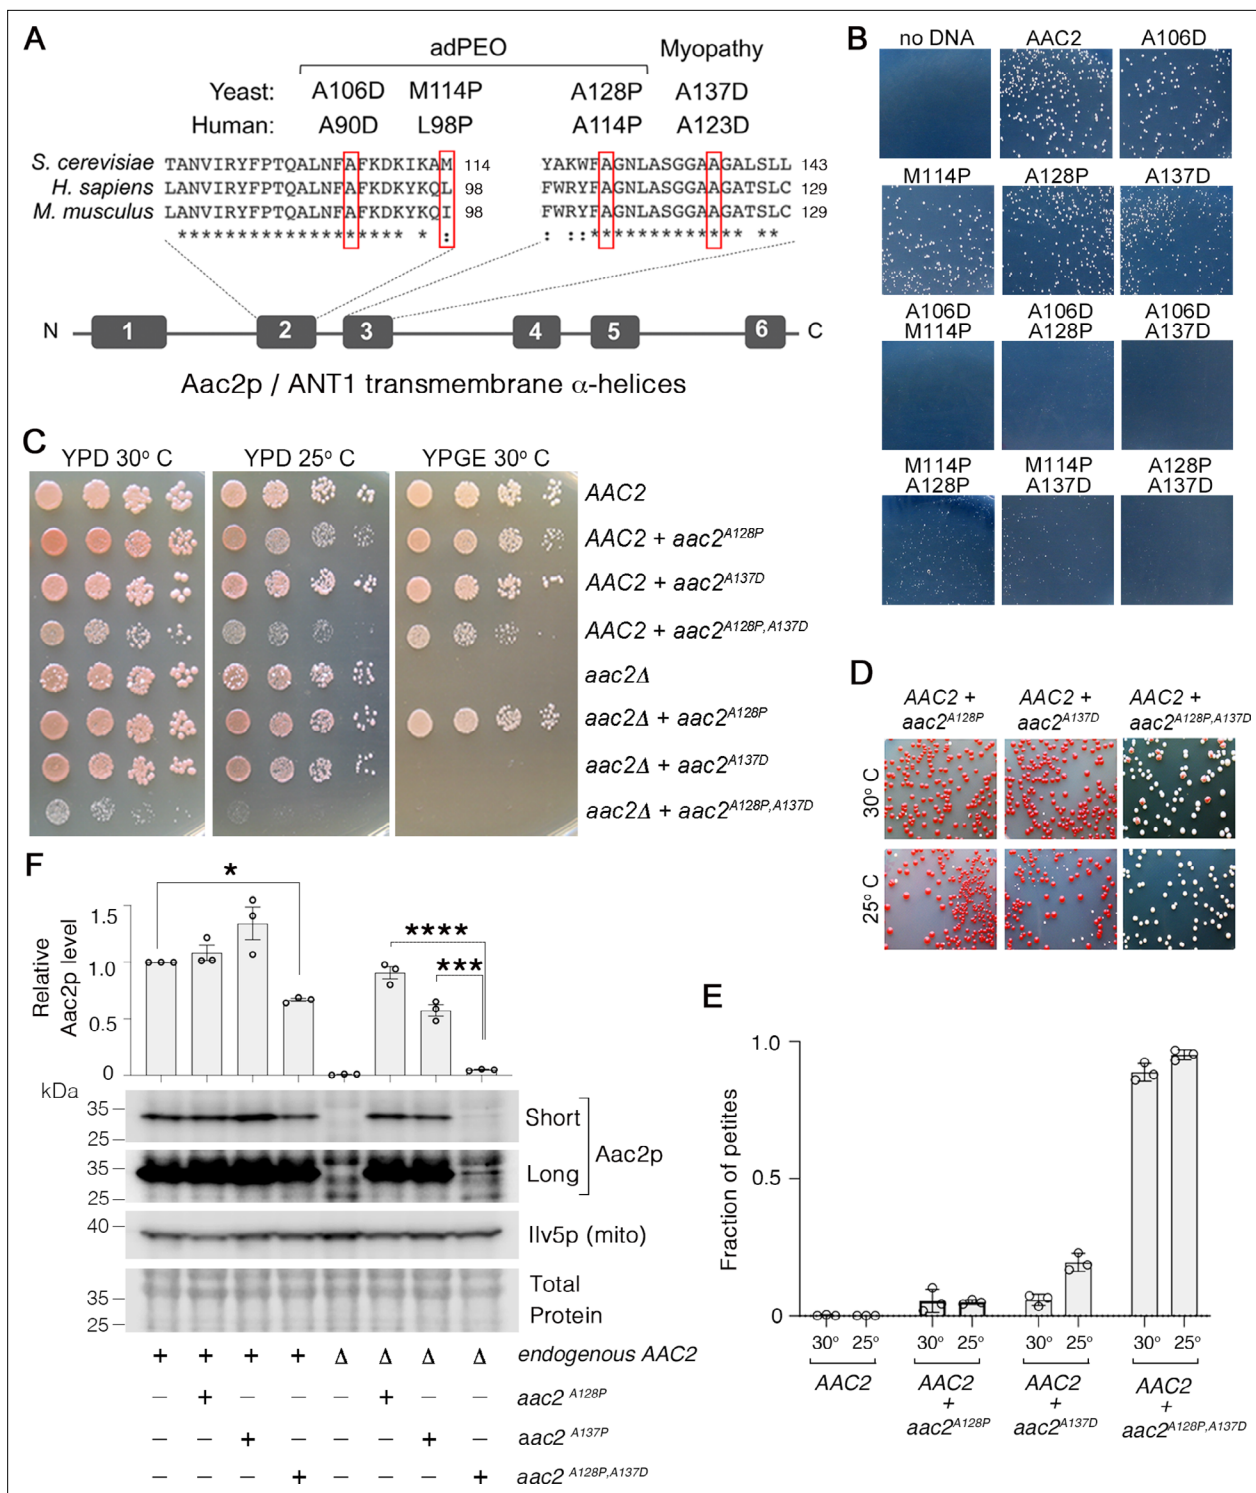 A
adPEO Myopathy
Yeast: A106D M114P A128P A137D
Human: A90D L98P A114P A123D
S. cerevisiae TANVIRYFPTQALNFAFKDKIKAM 114 YAKWFAGNLASGGAAGALSLL 143
H. sapiens LANVIRYFPTQALNFAFKDKYKQL 98 FWRYFAGNLASGGAAGATSLC 129
M. musculus LANVIRYFPTQALNFAFKDKYKQI 98 FWRYFAGNLASGGAAGATSLC 129
N 1 2 3 4 5 6 C
Aac2p / ANT1 transmembrane α-helices
B
no DNA AAC2 A106D
M114P A128P A137D
A106D A106D A106D
M114P A128P A137D
M114P M114P A128P
A128P A137D A137D
C
YPD 30° C YPD 25° C YPGE 30° C
AAC2
AAC2 + aac2A128P
AAC2 + aac2A137D
AAC2 + aac2A128P,A137D
aac2Δ
aac2Δ + aac2A128P
aac2Δ + aac2A137D
aac2Δ + aac2A128P,A137D
D
AAC2 + AAC2 + AAC2 +
aac2A128P aac2A137D aac2A128P,A137D
30° C
25° C
E
Fraction of petites
1.0
0.5
0
30° 25° 30° 25° 30° 25° 30° 25°
AAC2 AAC2 AAC2 AAC2
+ + +
aac2A128P aac2A137D aac2A128P,A137D
F
Relative
Aac2p level
1.5
1.0
0.5
0
*
****
***
kDa
35
25
Short
35
25
Long
Aac2p
40
Ilv5p (mito)
35
25
Total
Protein
+ + + + Δ Δ Δ Δ endogenous AAC2
– + – – – + – – aac2 A128P
– – + – – – + – aac2 A137P
– – – + – – – + aac2 A128P,A137D